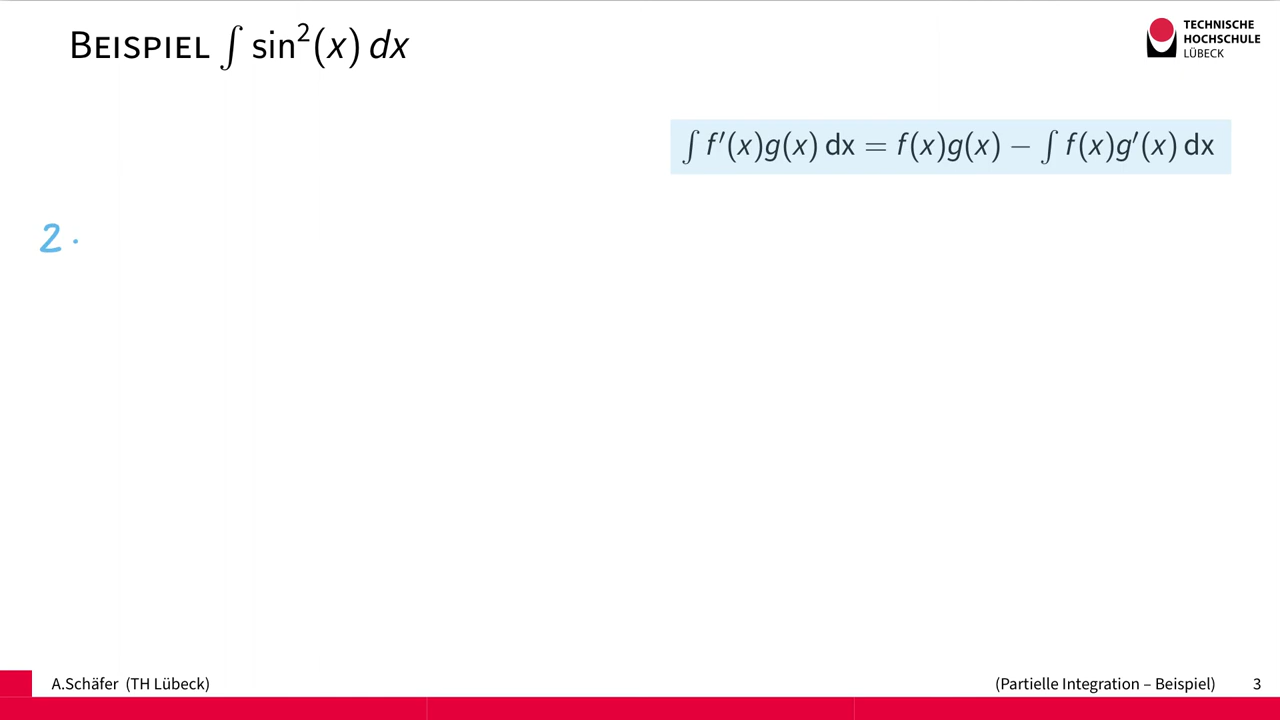 BEISPIEL ∫ sin²(x) dx
TECHNISCHE
HOCHSCHULE
LÜBECK
∫ f′(x)g(x) dx = f(x)g(x) − ∫ f(x)g′(x) dx
2 ·
A.Schäfer (TH Lübeck)
(Partielle Integration – Beispiel) 3